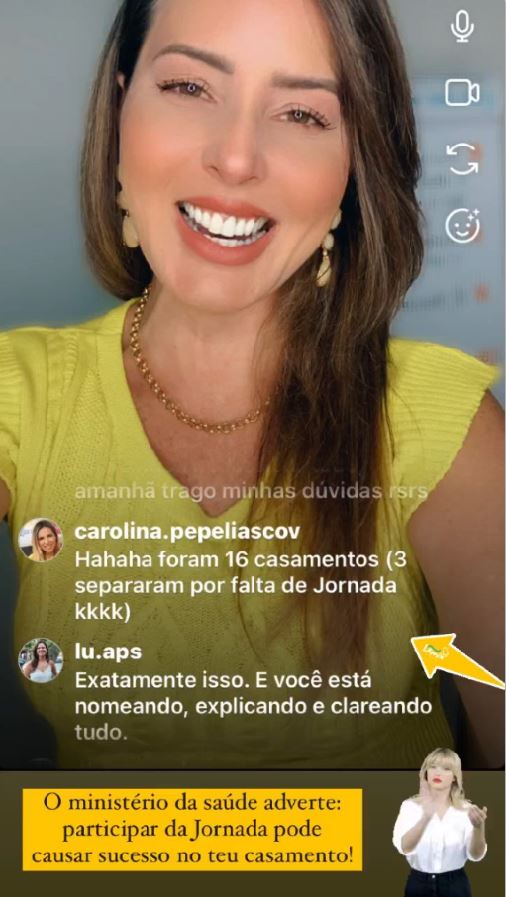 amanhã trago minhas dúvidas rsrs
carolina.pepeliascov
Hahaha foram 16 casamentos (3
separaram por falta de Jornada
kkkk)
lu.aps
Exatamente isso. E você está
nomeando, explicando e clareando
tudo.
O ministério da saúde adverte:
participar da Jornada pode
causar sucesso no teu casamento!